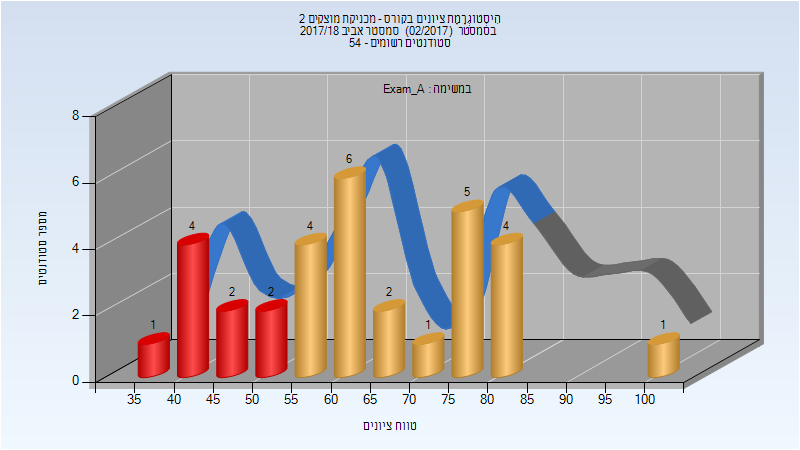 היסטוגרמת ציונים בקורס - מכניקת מוצקים 2
בסמסטר (02/2017) סמסטר אביב 2017/18
סטודנטים רשומים - 54
במשימה : Exam_A
מספר סטודנטים
8
6
4
2
0
1
4
2
2
4
6
2
1
5
4
1
35 40 45 50 55 60 65 70 75 80 85 90 95 100
טווח ציונים